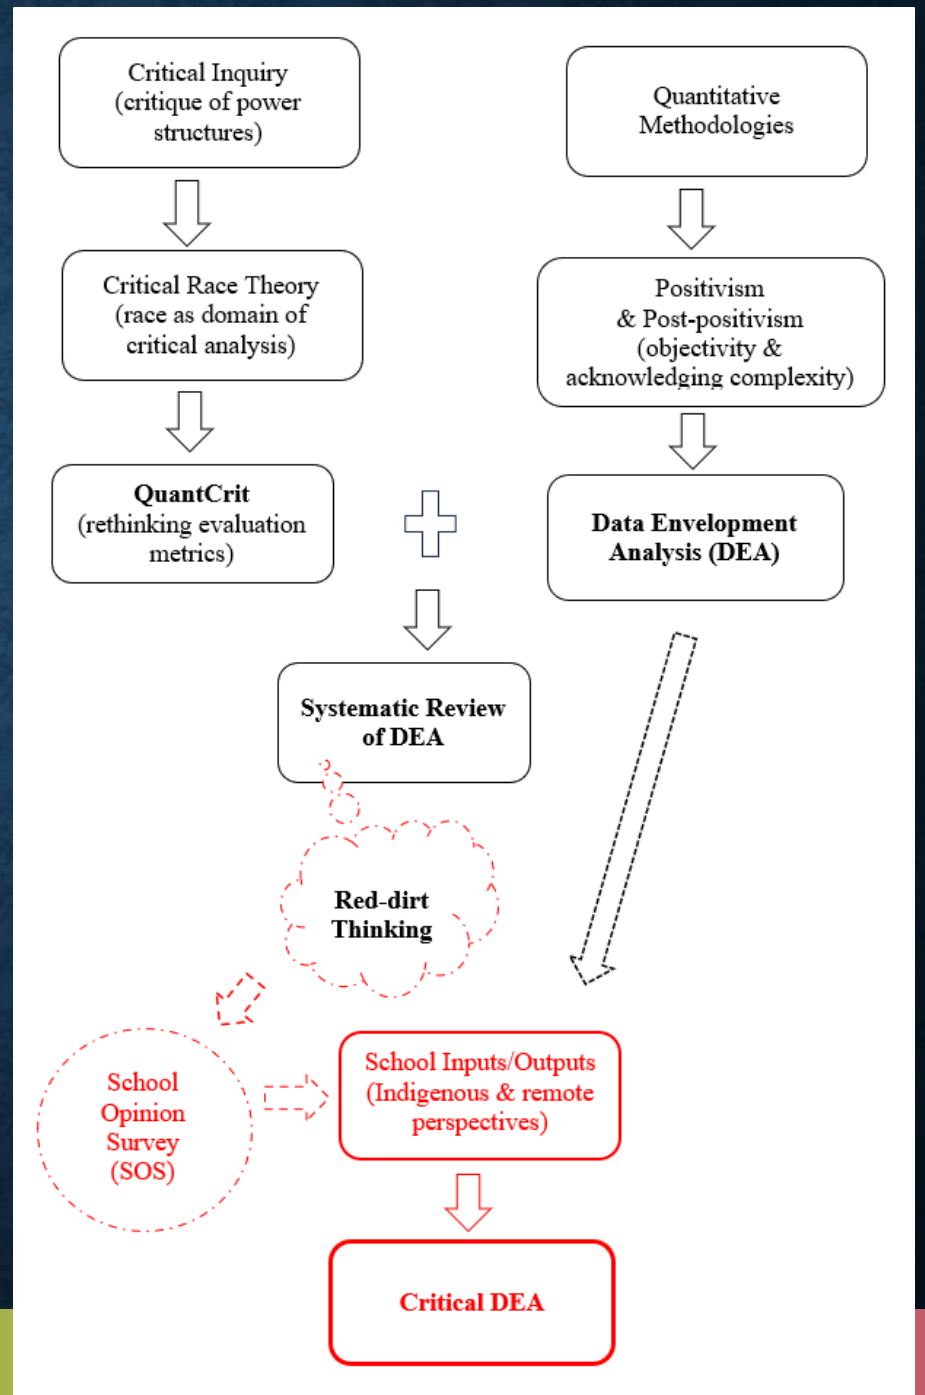 Critical Inquiry
(critique of power
structures)
Quantitative
Methodologies
Critical Race Theory
(race as domain of
critical analysis)
Positivism
& Post-positivism
(objectivity &
acknowledging complexity)
QuantCrit
(rethinking evaluation
metrics)
Data Envelopment
Analysis (DEA)
Systematic Review
of DEA
Red-dirt
Thinking
School
Opinion
Survey
(SOS)
School Inputs/Outputs
(Indigenous & remote
perspectives)
Critical DEA